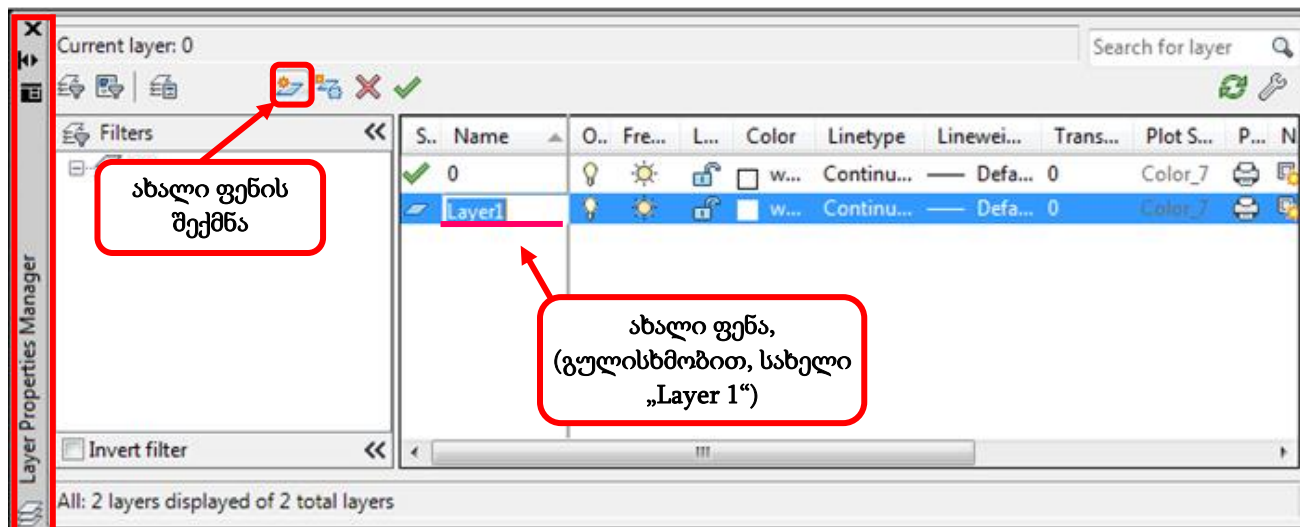 Current layer: 0
Search for layer
Filters
S.. Name O.. Fre... L... Color Linetype Linewei... Trans... Plot S... P... N
0 w... Continu... Defa... 0 Color_7
Layer1 w... Continu... Defa... 0 Color_7
ახალი ფენის
შექმნა
ახალი ფენა,
(გულისხმობით, სახელი
„Layer 1“)
Layer Properties Manager
Invert filter
All: 2 layers displayed of 2 total layers